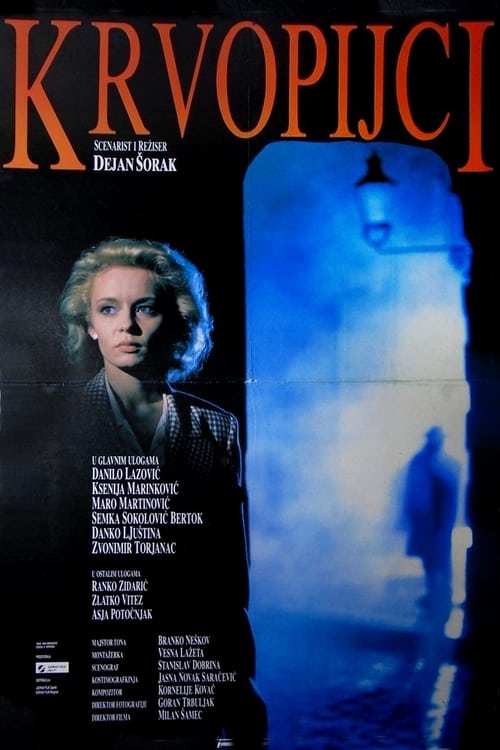 KRVOPIJCI
SCENARIST I REŽISER
DEJAN ŠORAK
U GLAVNIM ULOGAMA
DANILO LAZOVIĆ
KSENIJA MARINKOVIĆ
MARO MARTINOVIĆ
SEMKA SOKOLOVIĆ BERTOK
DANKO LJUŠTINA
ZVONIMIR TORJANAC
U OSTALIM ULOGAMA
RANKO ZIDARIĆ
ZLATKO VITEZ
ASJA POTOČNJAK
MAJSTOR TONA BRANKO NEŠKOV
MONTAŽERKA VESNA LAŽETA
SCENOGRAF STANISLAV DOBRINA
KOSTIMOGRAFKINJA JASNA NOVAK SARAČEVIĆ
KOMPOZITOR KORNELIJE KOVAČ
DIREKTOR FOTOGRAFIJE GORAN TRBULJAK
DIREKTOR FILMA MILAN SAMEC